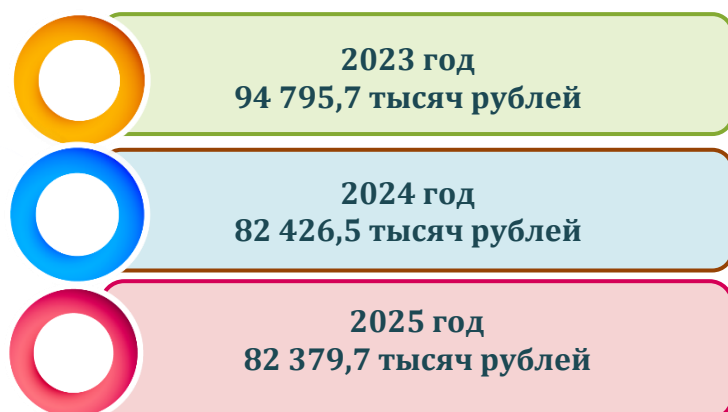 2023 год
94 795,7 тысяч рублей
2024 год
82 426,5 тысяч рублей
2025 год
82 379,7 тысяч рублей